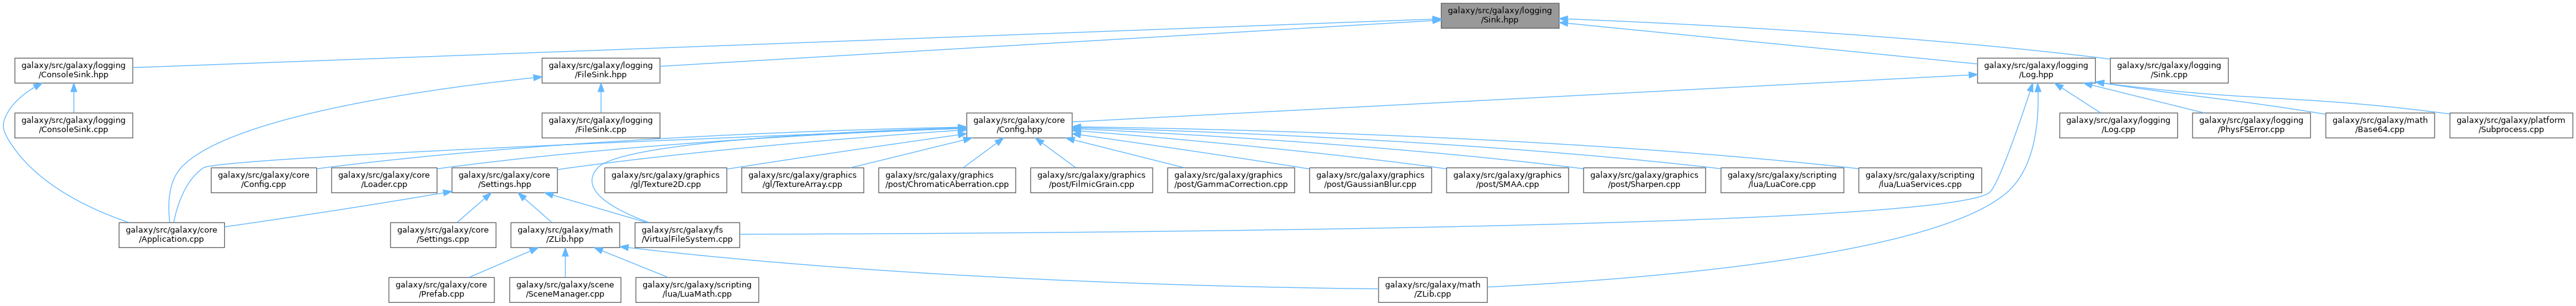 galaxy/src/galaxy/logging
/Sink.hpp
galaxy/src/galaxy/logging
/ConsoleSink.hpp
galaxy/src/galaxy/logging
/FileSink.hpp
galaxy/src/galaxy/logging
/Log.hpp
galaxy/src/galaxy/logging
/Sink.cpp
galaxy/src/galaxy/logging
/ConsoleSink.cpp
galaxy/src/galaxy/logging
/FileSink.cpp
galaxy/src/galaxy/core
/Config.hpp
galaxy/src/galaxy/logging
/Log.cpp
galaxy/src/galaxy/logging
/PhysFSError.cpp
galaxy/src/galaxy/math
/Base64.cpp
galaxy/src/galaxy/platform
/Subprocess.cpp
galaxy/src/galaxy/core
/Config.cpp
galaxy/src/galaxy/core
/Loader.cpp
galaxy/src/galaxy/core
/Settings.hpp
galaxy/src/galaxy/graphics
/gl/Texture2D.cpp
galaxy/src/galaxy/graphics
/gl/TextureArray.cpp
galaxy/src/galaxy/graphics
/post/ChromaticAberration.cpp
galaxy/src/galaxy/graphics
/post/FilmicGrain.cpp
galaxy/src/galaxy/graphics
/post/GammaCorrection.cpp
galaxy/src/galaxy/graphics
/post/GaussianBlur.cpp
galaxy/src/galaxy/graphics
/post/SMAA.cpp
galaxy/src/galaxy/graphics
/post/Sharpen.cpp
galaxy/src/galaxy/scripting
/lua/LuaCore.cpp
galaxy/src/galaxy/scripting
/lua/LuaServices.cpp
galaxy/src/galaxy/core
/Application.cpp
galaxy/src/galaxy/core
/Settings.cpp
galaxy/src/galaxy/math
/ZLib.hpp
galaxy/src/galaxy/fs
/VirtualFileSystem.cpp
galaxy/src/galaxy/core
/Prefab.cpp
galaxy/src/galaxy/scene
/SceneManager.cpp
galaxy/src/galaxy/scripting
/lua/LuaMath.cpp
galaxy/src/galaxy/math
/ZLib.cpp